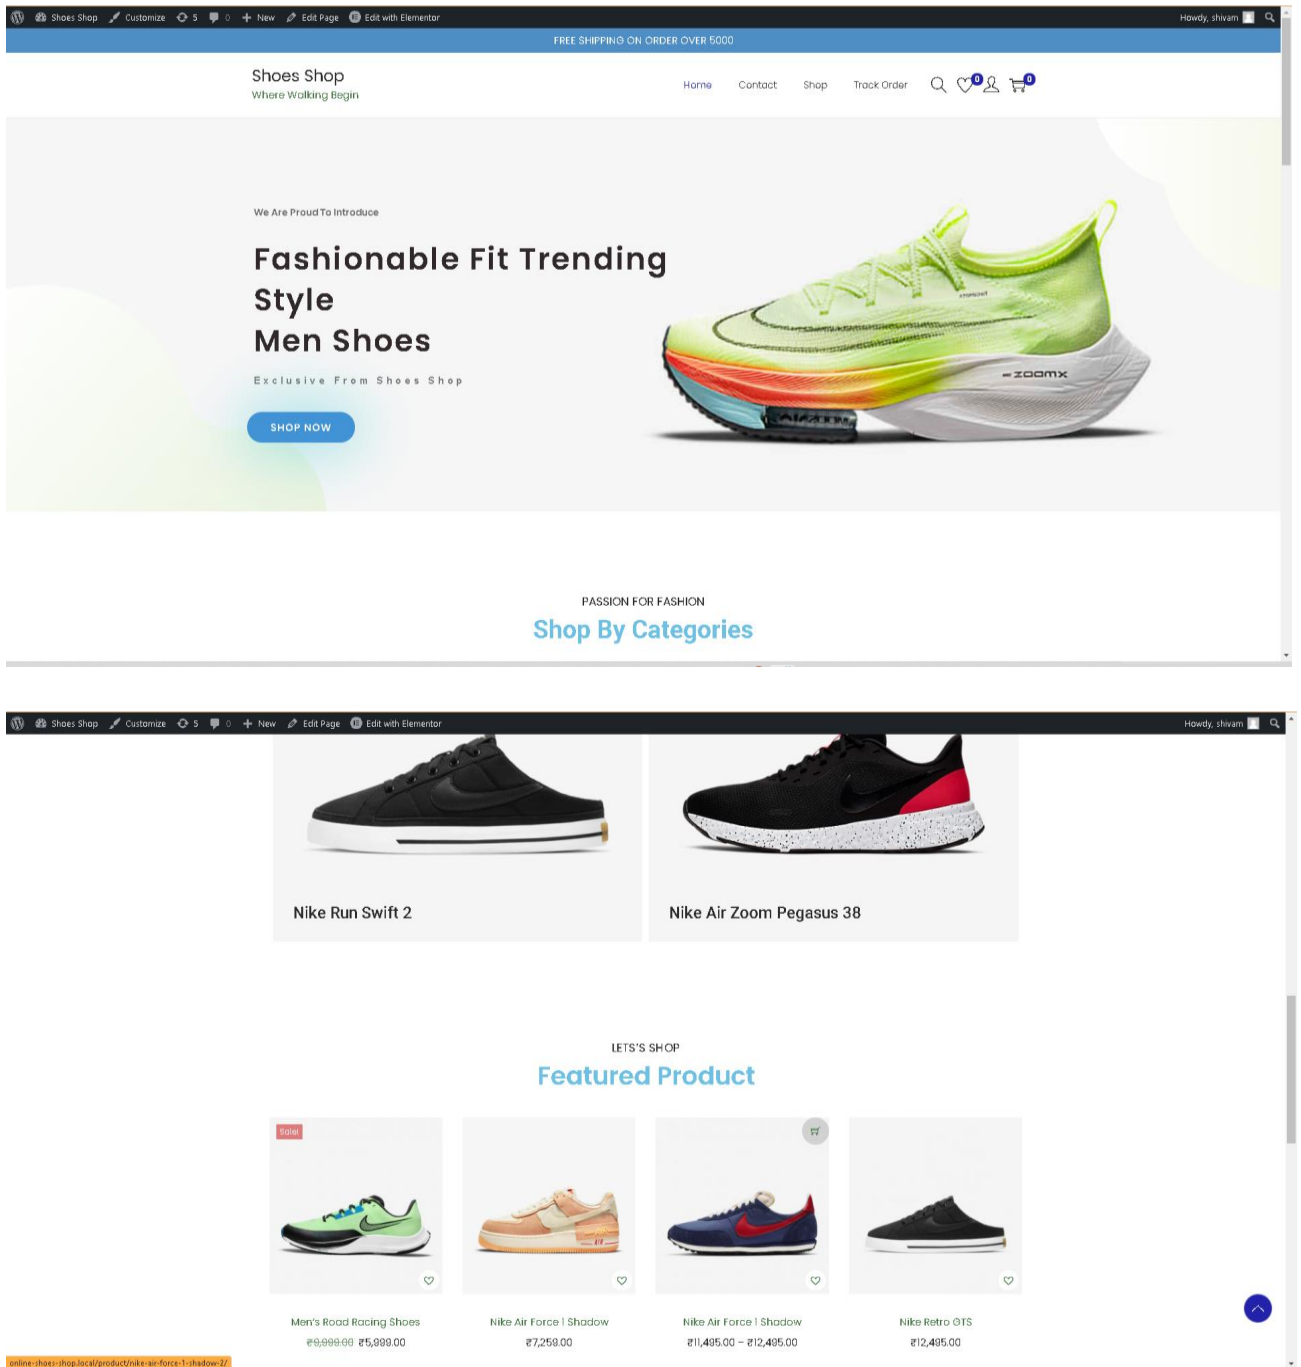 Shoes Shop Customize 5 0 New Edit Page Edit with Elementor Howdy, shivam
FREE SHIPPING ON ORDER OVER 5000
Shoes Shop
Where Walking Begin
Home Contact Shop Track Order 0 0
We Are Proud To Introduce
Fashionable Fit Trending
Style
Men Shoes
Exclusive From Shoes Shop
SHOP NOW
ZOOMX
PASSION FOR FASHION
Shop By Categories
Shoes Shop Customize 5 0 New Edit Page Edit with Elementor Howdy, shivam
Nike Run Swift 2 Nike Air Zoom Pegasus 38
LETS'S SHOP
Featured Product
Sale!
AIR
Men's Road Racing Shoes Nike Air Force 1 Shadow Nike Air Force 1 Shadow Nike Retro GTS
₹9,999.00 ₹5,999.00 ₹7,259.00 ₹11,495.00 – ₹12,495.00 ₹12,495.00
online-shoes-shop.local/product/nike-air-force-1-shadow-2/